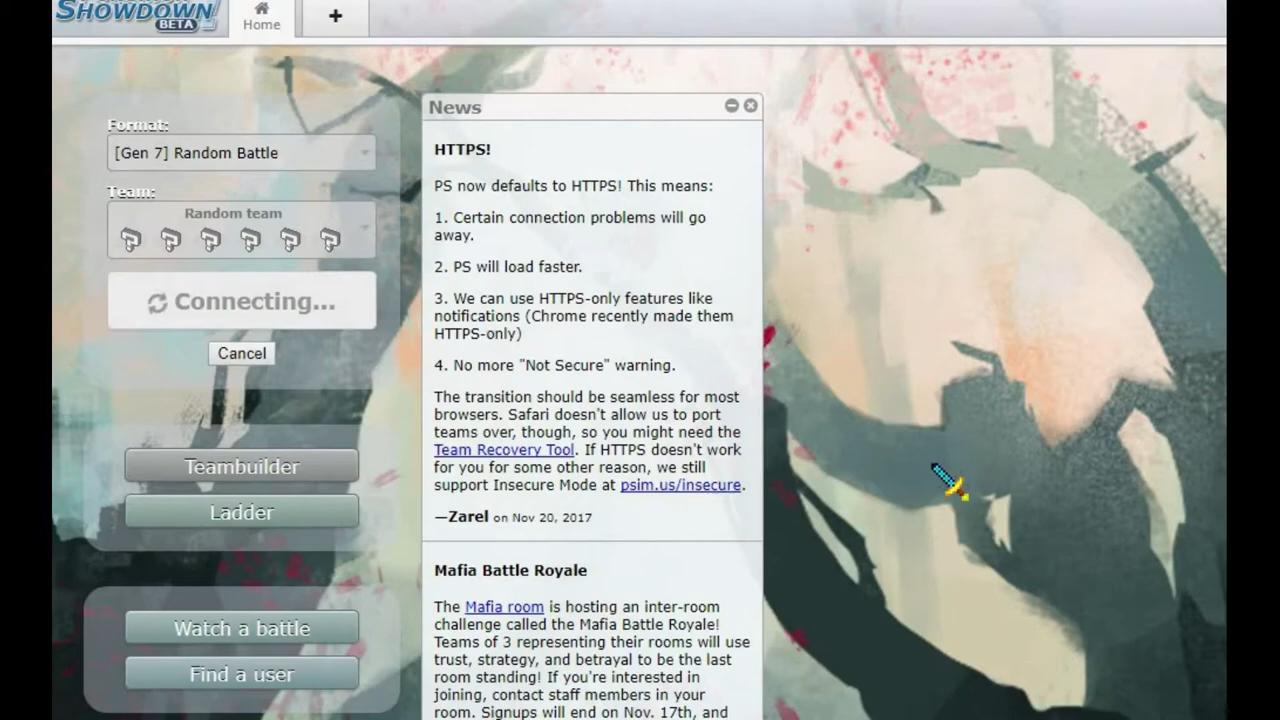 SHOWDOWN
BETA
Home
+
Format:
[Gen 7] Random Battle
Team:
Random team
Connecting...
Cancel
Teambuilder
Ladder
Watch a battle
Find a user
News
HTTPS!
PS now defaults to HTTPS! This means:
1. Certain connection problems will go
away.
2. PS will load faster.
3. We can use HTTPS-only features like
notifications (Chrome recently made them
HTTPS-only)
4. No more "Not Secure" warning.
The transition should be seamless for most
browsers. Safari doesn't allow us to port
teams over, though, so you might need the
Team Recovery Tool. If HTTPS doesn't work
for you for some other reason, we still
support Insecure Mode at psim.us/insecure.
—Zarel on Nov 20, 2017
Mafia Battle Royale
The Mafia room is hosting an inter-room
challenge called the Mafia Battle Royale!
Teams of 3 representing their rooms will use
trust, strategy, and betrayal to be the last
room standing! If you're interested in
joining, contact staff members in your
room. Signups will end on Nov. 17th, and